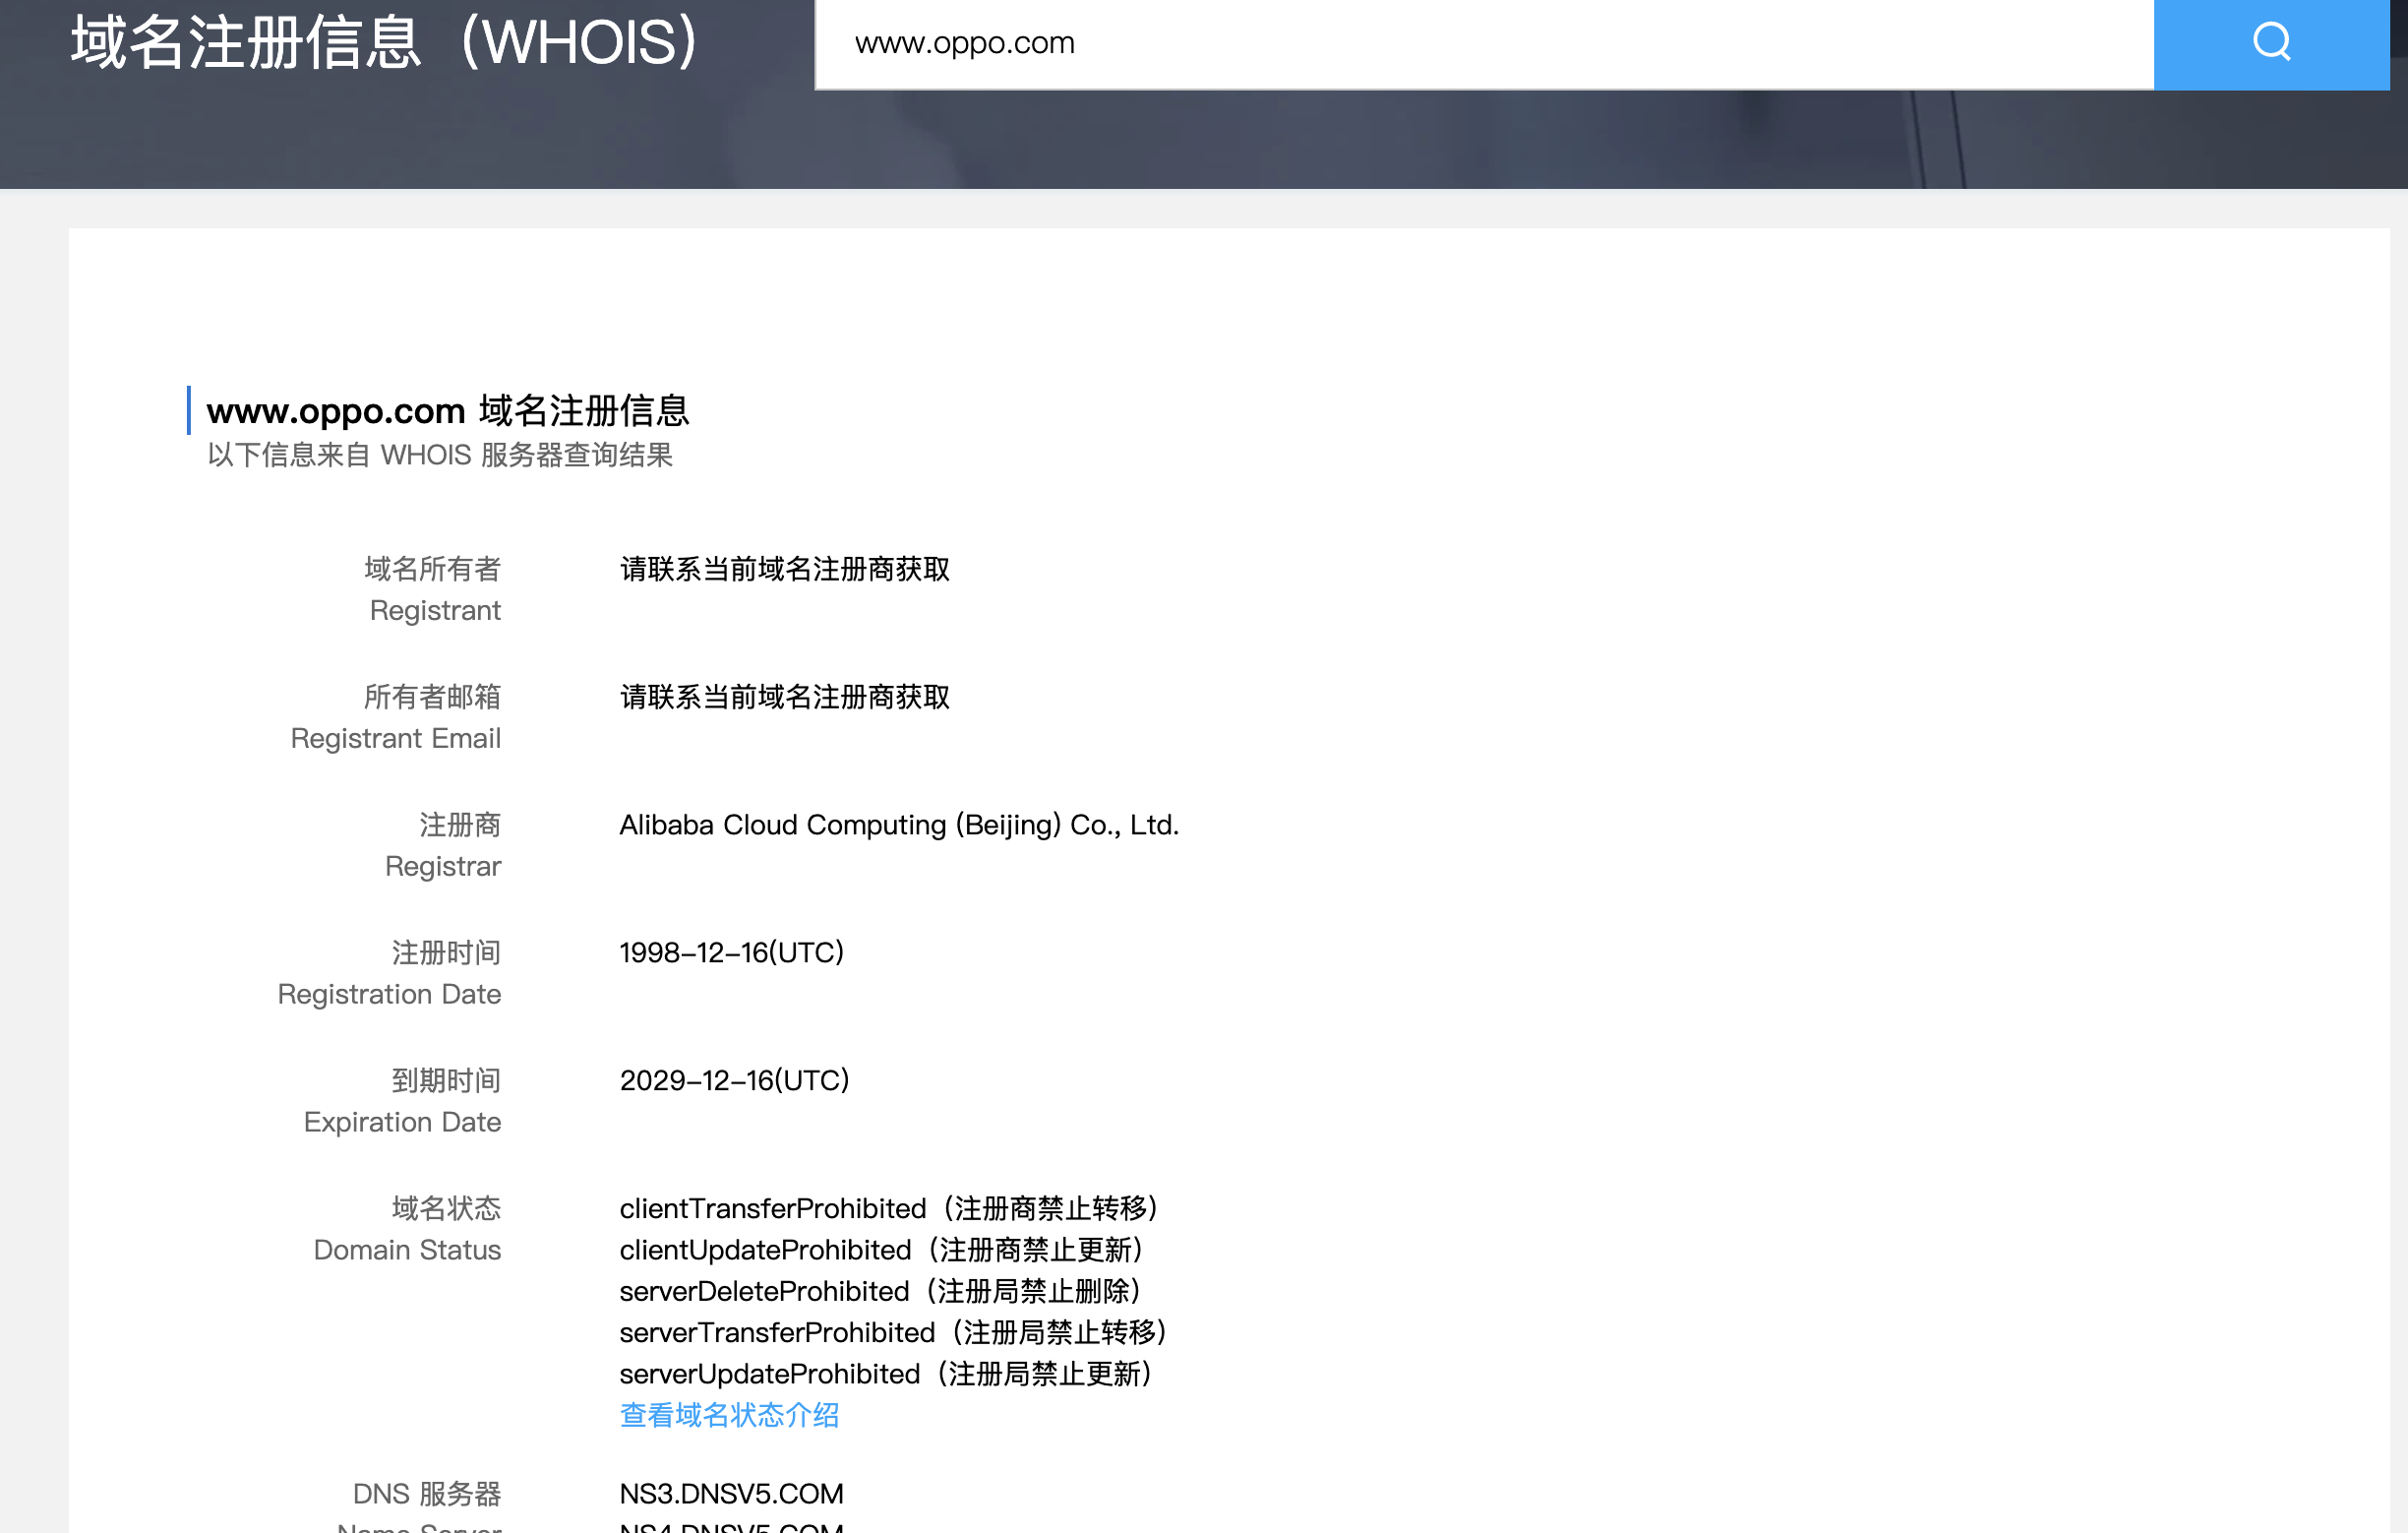 域名注册信息（WHOIS）
www.oppo.com
www.oppo.com 域名注册信息
以下信息来自 WHOIS 服务器查询结果
域名所有者
Registrant
请联系当前域名注册商获取
所有者邮箱
Registrant Email
请联系当前域名注册商获取
注册商
Registrar
Alibaba Cloud Computing (Beijing) Co., Ltd.
注册时间
Registration Date
1998-12-16(UTC)
到期时间
Expiration Date
2029-12-16(UTC)
域名状态
Domain Status
clientTransferProhibited（注册商禁止转移）
clientUpdateProhibited（注册商禁止更新）
serverDeleteProhibited（注册局禁止删除）
serverTransferProhibited（注册局禁止转移）
serverUpdateProhibited（注册局禁止更新）
查看域名状态介绍
DNS 服务器
Name Server
NS3.DNSV5.COM
NS4.DNSV5.COM